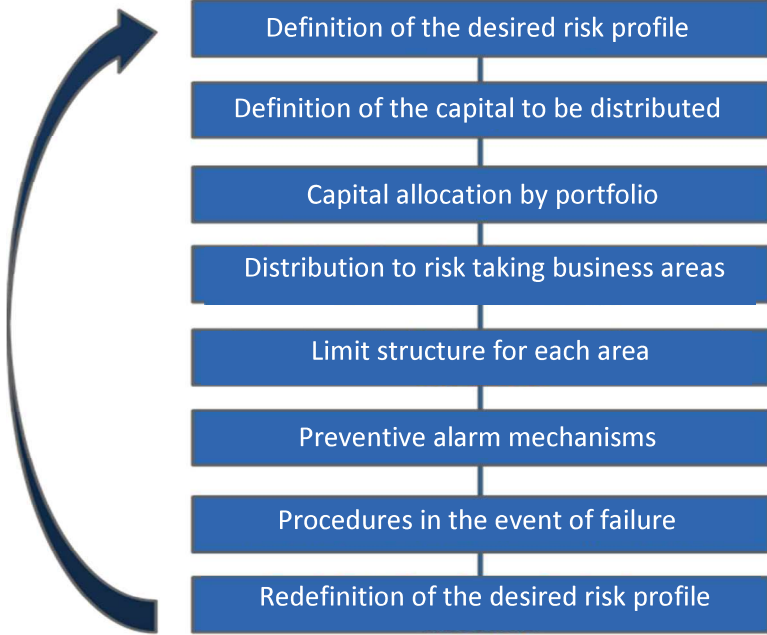 Definition of the desired risk profile
Definition of the capital to be distributed
Capital allocation by portfolio
Distribution to risk taking business areas
Limit structure for each area
Preventive alarm mechanisms
Procedures in the event of failure
Redefinition of the desired risk profile